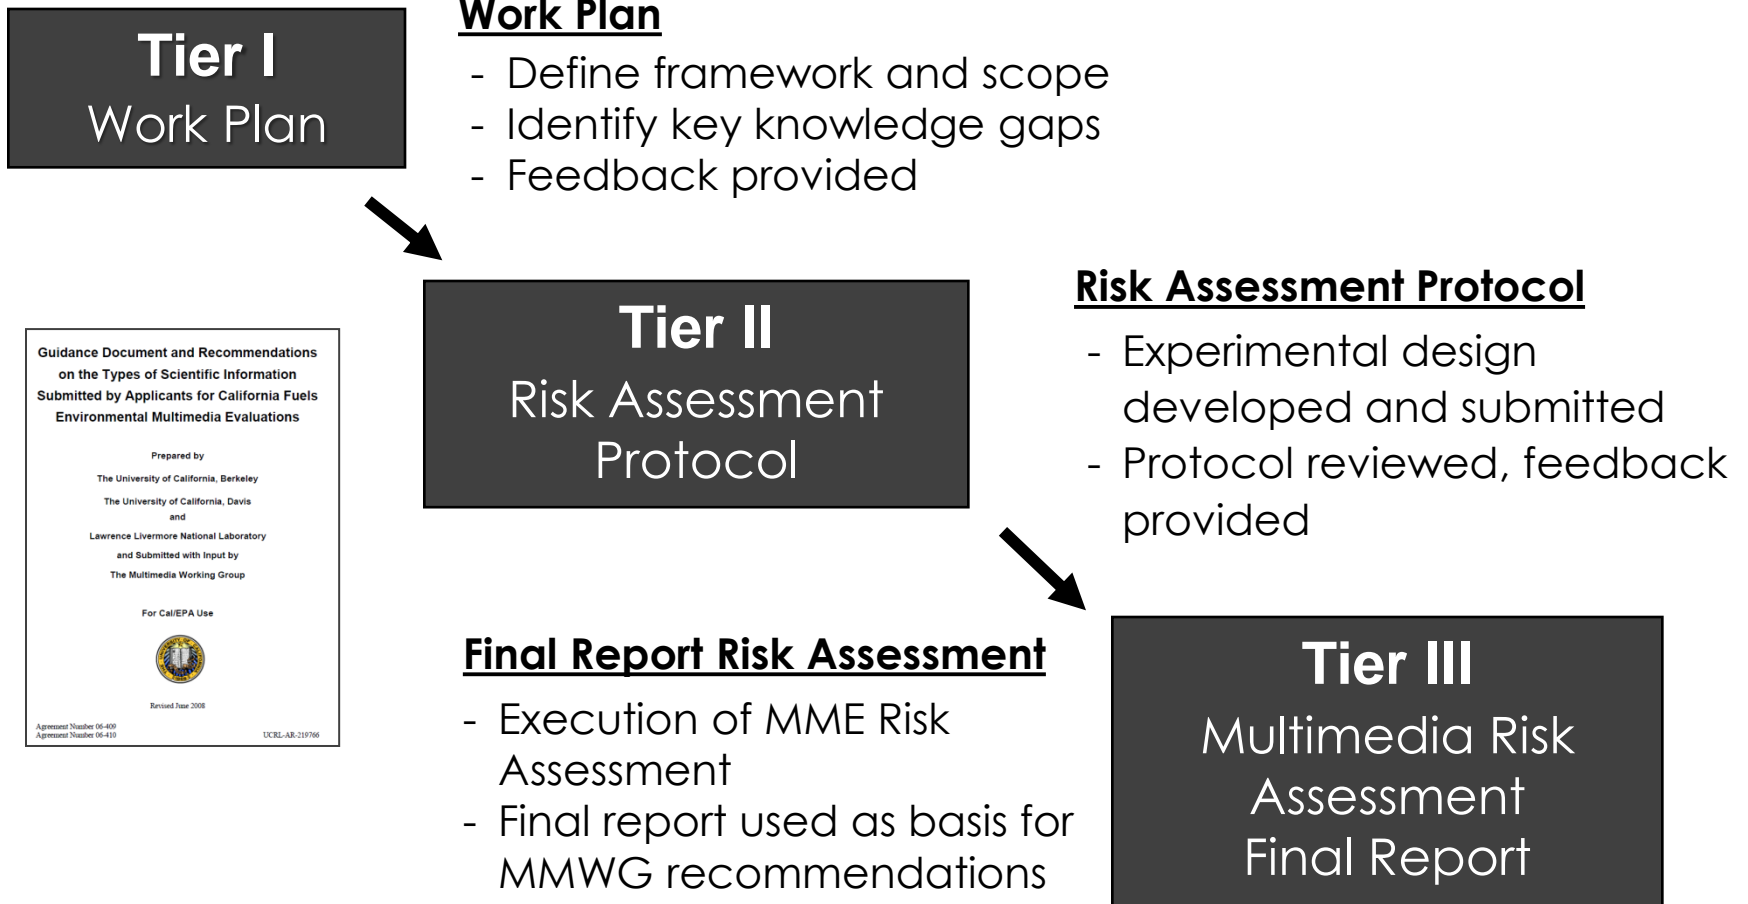 Tier I
Work Plan
Work Plan
- Define framework and scope
- Identify key knowledge gaps
- Feedback provided
Guidance Document and Recommendations
on the Types of Scientific Information
Submitted by Applicants for California Fuels
Environmental Multimedia Evaluations
Prepared by
The University of California, Berkeley
The University of California, Davis
and
Lawrence Livermore National Laboratory
and Submitted with Input by
The Multimedia Working Group
For Cal/EPA Use
Revised June 2008
Agreement Number 06-409
Agreement Number 06-410
UCRL-AR-219766
Tier II
Risk Assessment
Protocol
Risk Assessment Protocol
- Experimental design
developed and submitted
- Protocol reviewed, feedback
provided
Final Report Risk Assessment
- Execution of MME Risk
Assessment
- Final report used as basis for
MMWG recommendations
Tier III
Multimedia Risk
Assessment
Final Report